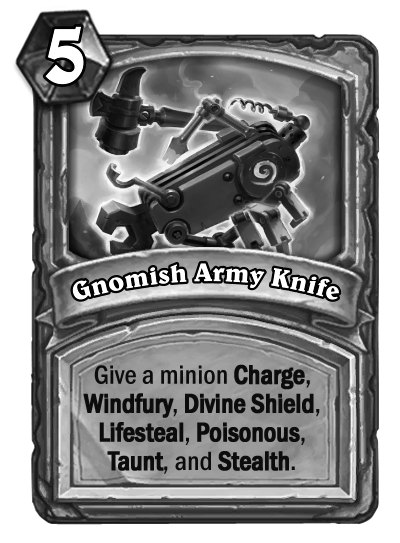 5
Gnomish Army Knife
Give a minion Charge,
Windfury, Divine Shield,
Lifesteal, Poisonous,
Taunt, and Stealth.